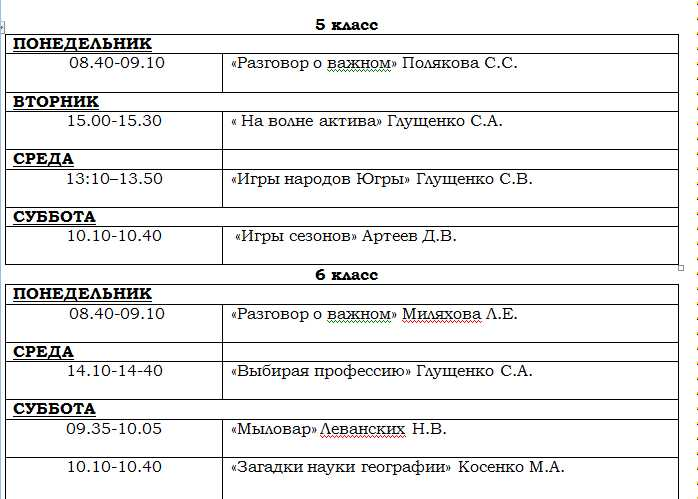 5 класс
ПОНЕДЕЛЬНИК
08.40-09.10 «Разговор о важном» Полякова С.С.
ВТОРНИК
15.00-15.30 « На волне актива» Глущенко С.А.
СРЕДА
13:10–13.50 «Игры народов Югры» Глущенко С.В.
СУББОТА
10.10-10.40 «Игры сезонов» Артеев Д.В.
6 класс
ПОНЕДЕЛЬНИК
08.40-09.10 «Разговор о важном» Миляхова Л.Е.
СРЕДА
14.10-14-40 «Выбирая профессию» Глущенко С.А.
СУББОТА
09.35-10.05 «Мыловар» Леванских Н.В.
10.10-10.40 «Загадки науки географии» Косенко М.А.